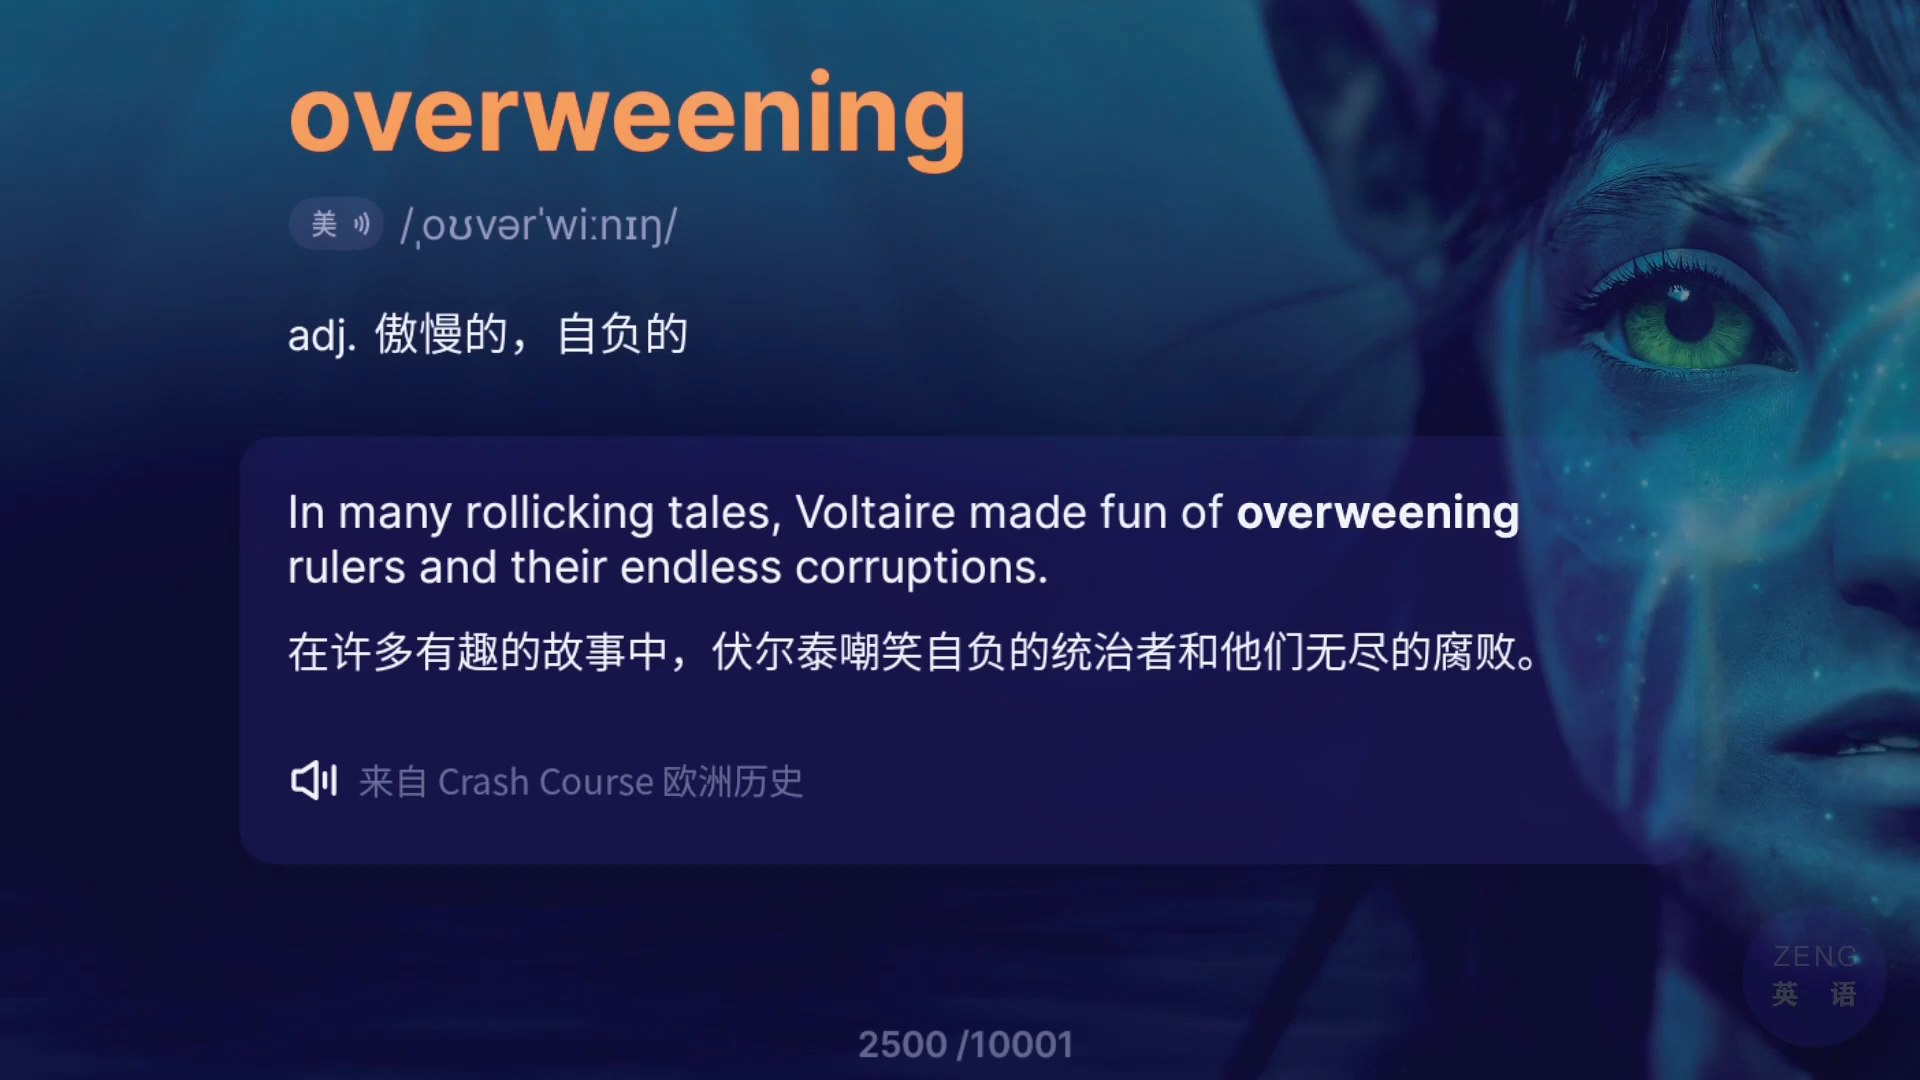 overweening
美 /ˌoʊvərˈwiːnɪŋ/
adj. 傲慢的，自负的
In many rollicking tales, Voltaire made fun of overweening
rulers and their endless corruptions.
在许多有趣的故事中，伏尔泰嘲笑自负的统治者和他们无尽的腐败。
来自 Crash Course 欧洲历史
ZENG
英 语
2500 /10001